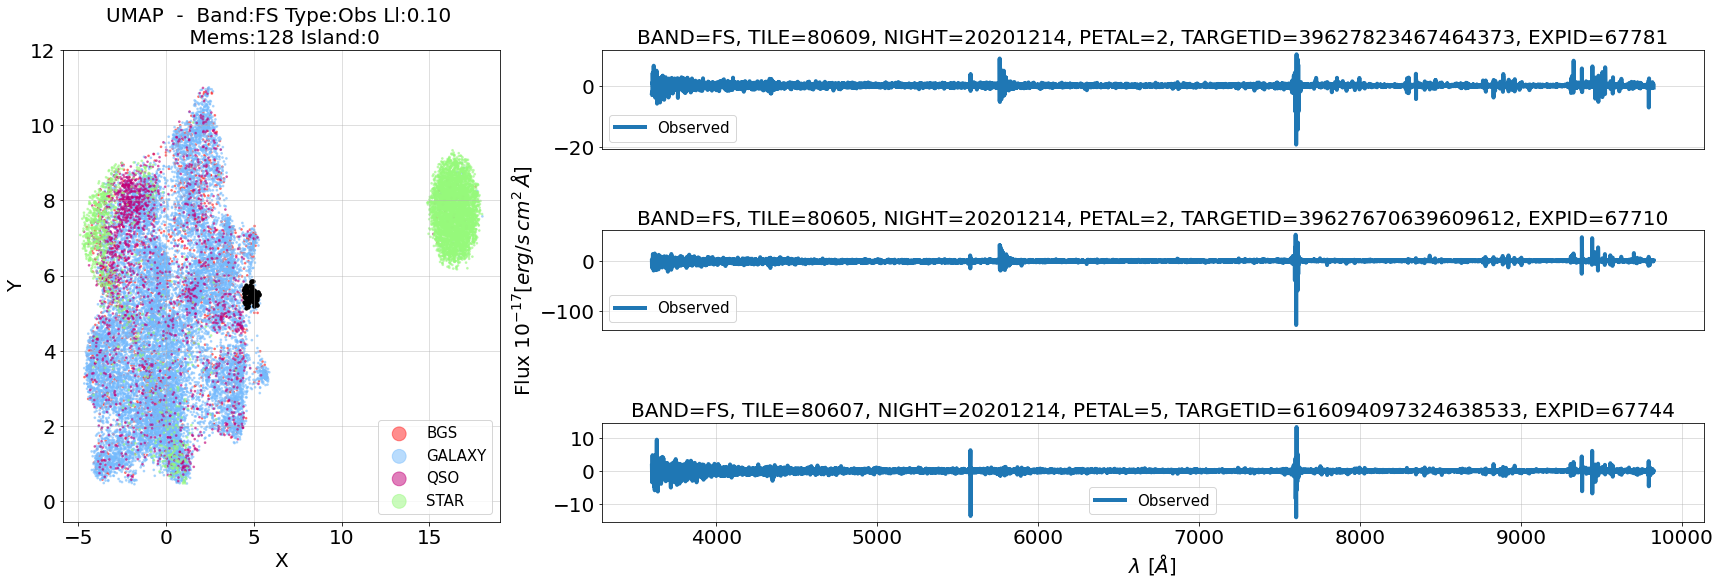 UMAP - Band:FS Type:Obs Ll:0.10
Mems:128 Island:0
12
10
8
6
4
2
0
Y
−5
0
5
10
15
X
BGS
GALAXY
QSO
STAR
Flux 10⁻¹⁷[erg/s cm² Å]
BAND=FS, TILE=80609, NIGHT=20201214, PETAL=2, TARGETID=39627823467464373, EXPID=67781
0
−20
Observed
BAND=FS, TILE=80605, NIGHT=20201214, PETAL=2, TARGETID=39627670639609612, EXPID=67710
0
−100
Observed
BAND=FS, TILE=80607, NIGHT=20201214, PETAL=5, TARGETID=616094097324638533, EXPID=67744
10
0
−10
Observed
4000
5000
6000
7000
8000
9000
10000
λ [Å]